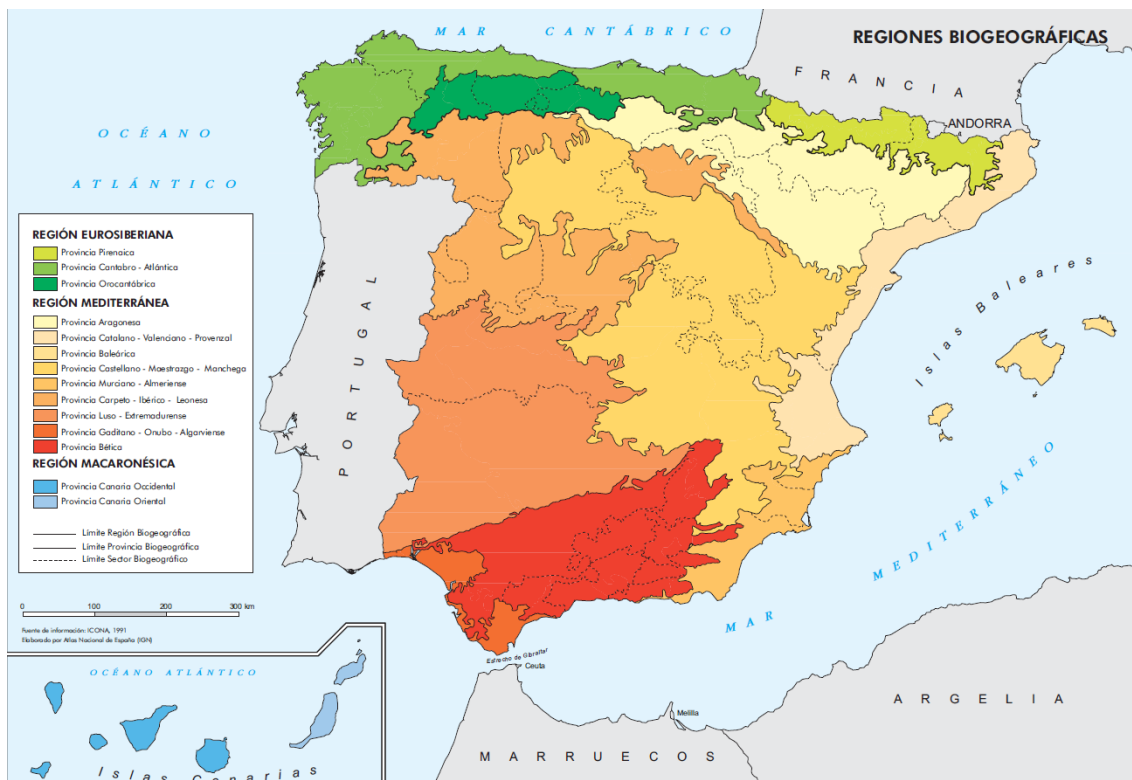 MAR CANTÁBRICO
REGIONES BIOGEOGRÁFICAS
FRANCIA
ANDORRA
OCÉANO
ATLÁNTICO
PORTUGAL
Islas Baleares
MAR MEDITERRÁNEO
REGIÓN EUROSIBERIANA
Provincia Pirenaica
Provincia Cantabro - Atlántica
Provincia Orocantábrica
REGIÓN MEDITERRÁNEA
Provincia Aragonesa
Provincia Catalano - Valenciano - Provenzal
Provincia Baleárica
Provincia Castellano - Maestrazgo - Manchega
Provincia Murciano - Almeriense
Provincia Carpeto - Ibérico - Leonesa
Provincia Luso - Extremadurense
Provincia Gaditano - Onubo - Algarviense
Provincia Bética
REGIÓN MACARONÉSICA
Provincia Canaria Occidental
Provincia Canaria Oriental
Límite Región Biogeográfica
Límite Provincia Biogeográfica
Límite Sector Biogeográfico
0 100 200 300 km
Fuente de información: ICONA, 1991
Elaborado por Atlas Nacional de España (IGN)
Estrecho de Gibraltar
Ceuta
Melilla
MARRUECOS
ARGELIA
OCÉANO ATLÁNTICO
Islas Canarias